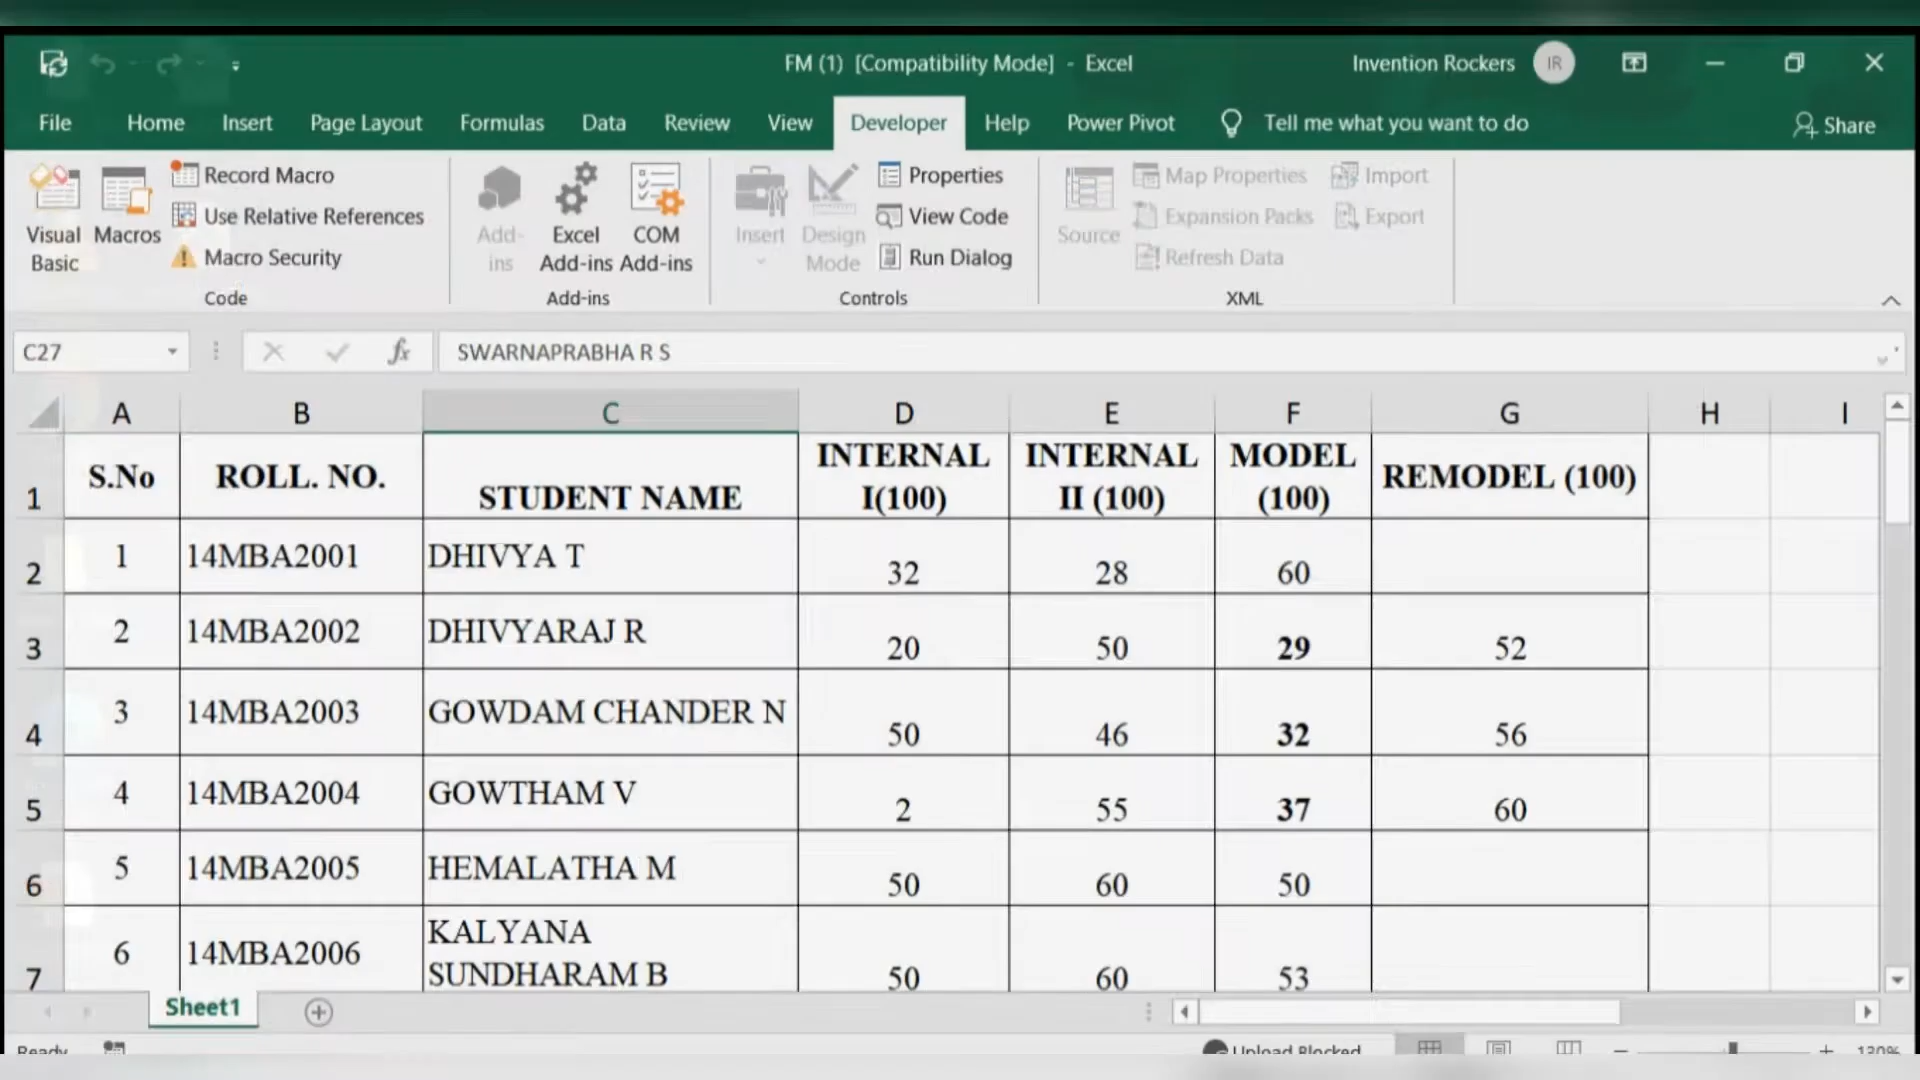 FM (1) [Compatibility Mode] - Excel
Invention Rockers IR
File Home Insert Page Layout Formulas Data Review View Developer Help Power Pivot Tell me what you want to do Share
Visual Basic
Macros
Record Macro
Use Relative References
Macro Security
Code
Add-ins
Excel Add-ins
COM Add-ins
Add-ins
Insert
Design Mode
Properties
View Code
Run Dialog
Controls
Source
Map Properties
Expansion Packs
Refresh Data
Import
Export
XML
C27 fx SWARNAPRABHA R S
A B C D E F G H I
1 S.No ROLL. NO. STUDENT NAME INTERNAL I(100) INTERNAL II (100) MODEL (100) REMODEL (100)
2 1 14MBA2001 DHIVYA T 32 28 60
3 2 14MBA2002 DHIVYARAJ R 20 50 29 52
4 3 14MBA2003 GOWDAM CHANDER N 50 46 32 56
5 4 14MBA2004 GOWTHAM V 2 55 37 60
6 5 14MBA2005 HEMALATHA M 50 60 50
7 6 14MBA2006 KALYANA SUNDHARAM B 50 60 53
Sheet1
Ready Upload Blocked 130%